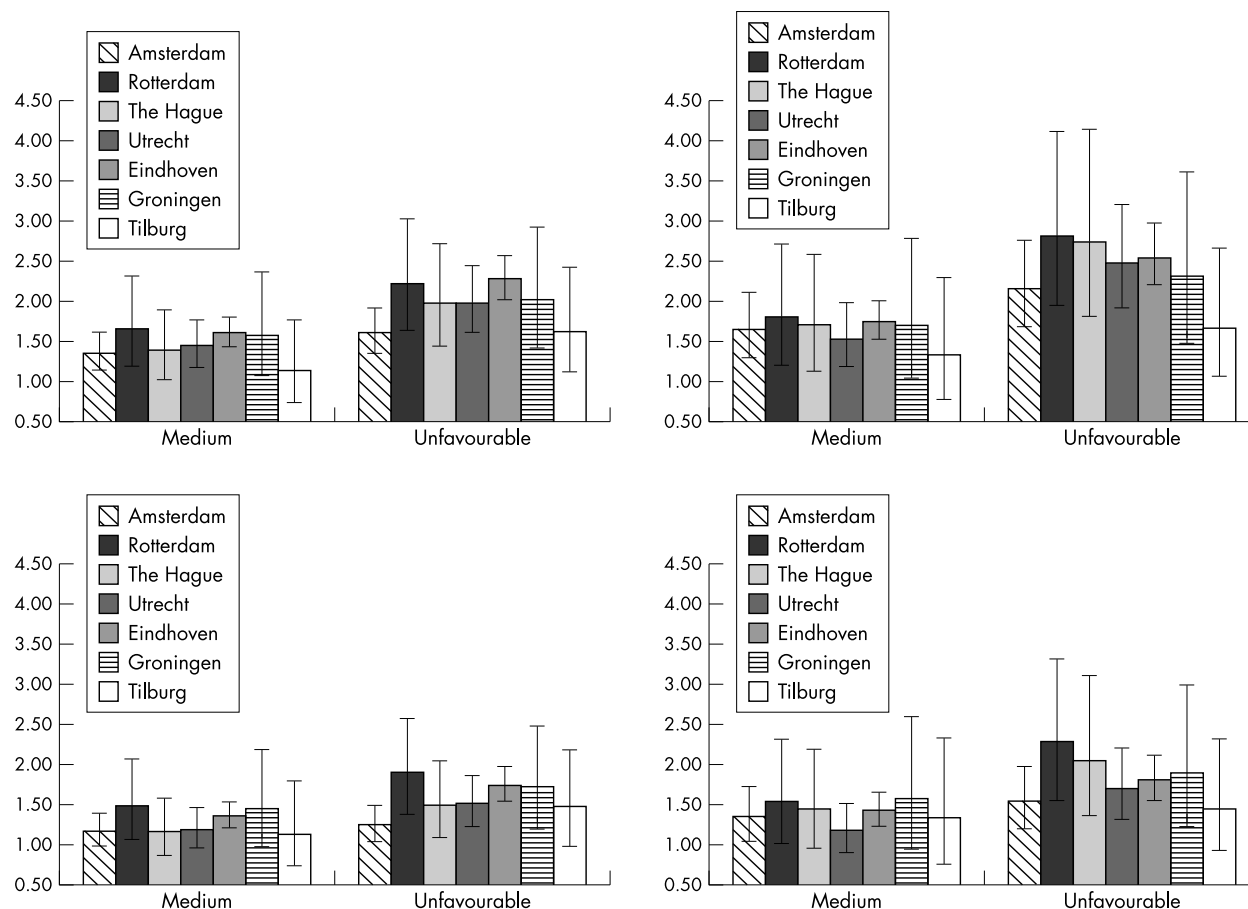 Amsterdam
Rotterdam
The Hague
Utrecht
Eindhoven
Groningen
Tilburg
4.50
4.00
3.50
3.00
2.50
2.00
1.50
1.00
0.50
Medium Unfavourable
Amsterdam
Rotterdam
The Hague
Utrecht
Eindhoven
Groningen
Tilburg
4.50
4.00
3.50
3.00
2.50
2.00
1.50
1.00
0.50
Medium Unfavourable
Amsterdam
Rotterdam
The Hague
Utrecht
Eindhoven
Groningen
Tilburg
4.50
4.00
3.50
3.00
2.50
2.00
1.50
1.00
0.50
Medium Unfavourable
Amsterdam
Rotterdam
The Hague
Utrecht
Eindhoven
Groningen
Tilburg
4.50
4.00
3.50
3.00
2.50
2.00
1.50
1.00
0.50
Medium Unfavourable